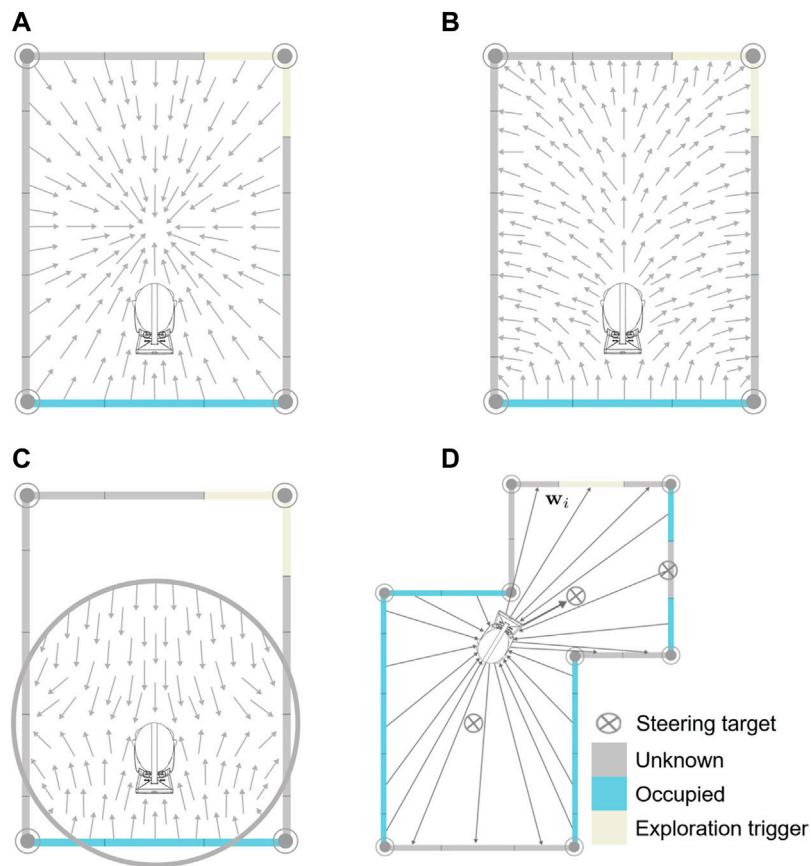 A
B
C
D
w_i
Steering target
Unknown
Occupied
Exploration trigger